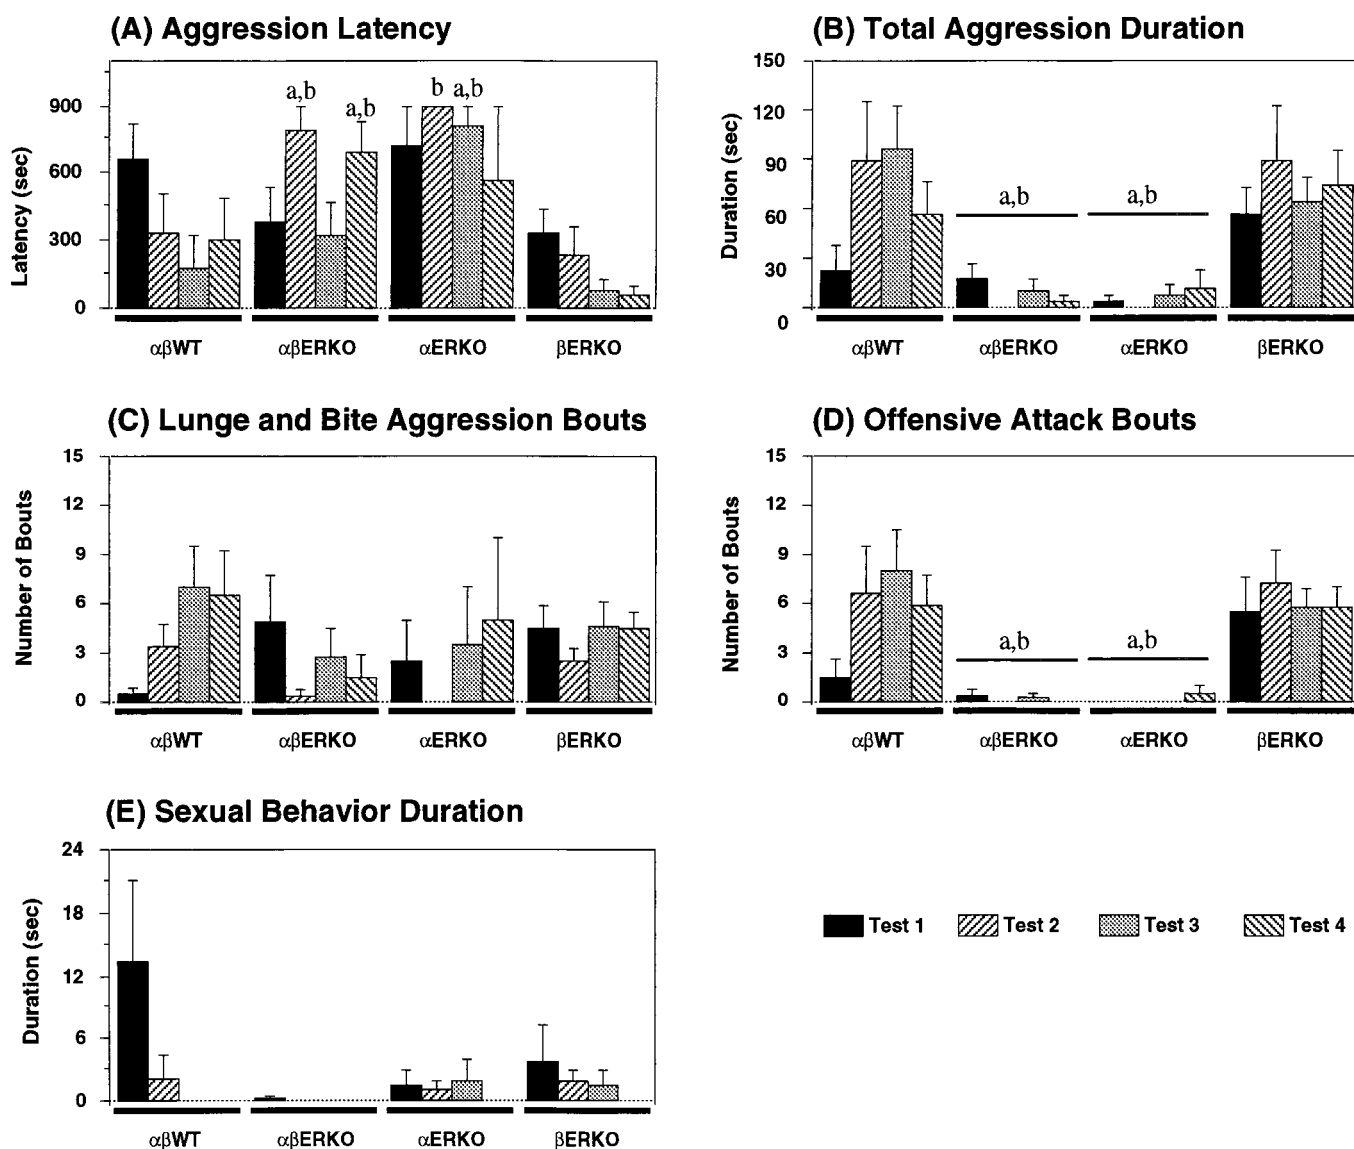 (A) Aggression Latency
Latency (sec)
900
600
300
0
a,b
a,b
b
a,b
αβWT
αβERKO
αERKO
βERKO
(B) Total Aggression Duration
Duration (sec)
150
120
90
60
30
0
a,b
a,b
αβWT
αβERKO
αERKO
βERKO
(C) Lunge and Bite Aggression Bouts
Number of Bouts
15
12
9
6
3
0
αβWT
αβERKO
αERKO
βERKO
(D) Offensive Attack Bouts
Number of Bouts
15
12
9
6
3
0
a,b
a,b
αβWT
αβERKO
αERKO
βERKO
(E) Sexual Behavior Duration
Duration (sec)
24
18
12
6
0
αβWT
αβERKO
αERKO
βERKO
Test 1
Test 2
Test 3
Test 4